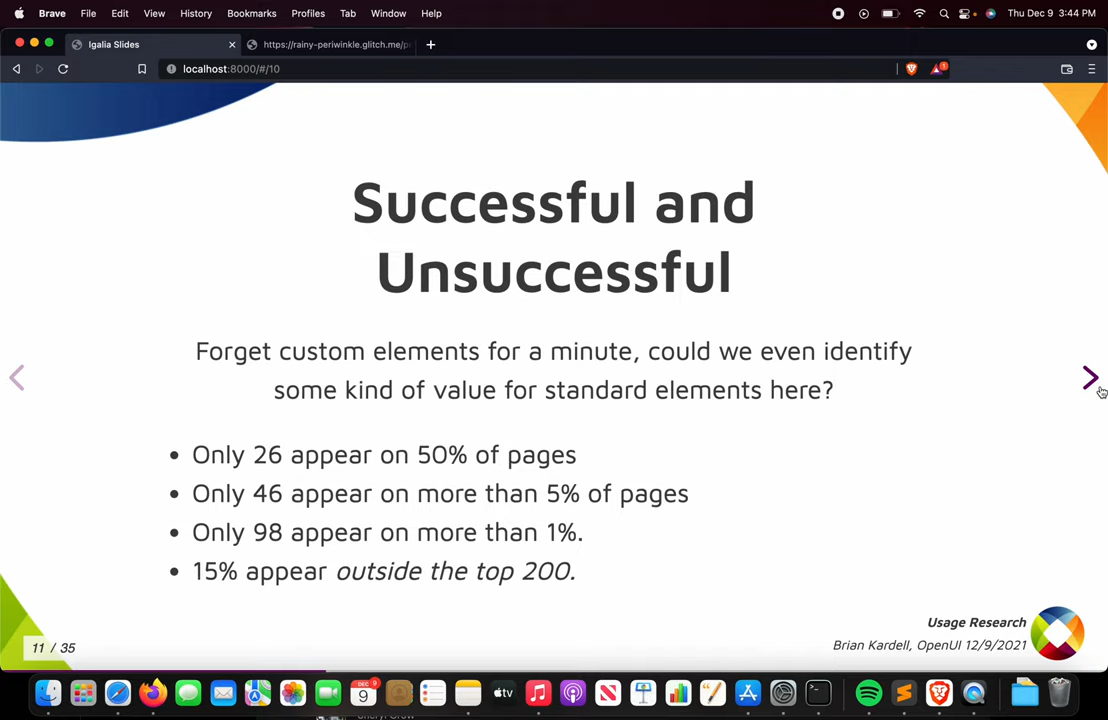 Brave File Edit View History Bookmarks Profiles Tab Window Help Thu Dec 9 3:44 PM
Igalia Slides https://rainy-periwinkle.glitch.me/p
localhost:8000/#/10 1
Successful and
Unsuccessful
Forget custom elements for a minute, could we even identify
some kind of value for standard elements here?
Only 26 appear on 50% of pages
Only 46 appear on more than 5% of pages
Only 98 appear on more than 1%.
15% appear outside the top 200.
Usage Research
11 / 35 Brian Kardell, OpenUI 12/9/2021
DEC
9
tv